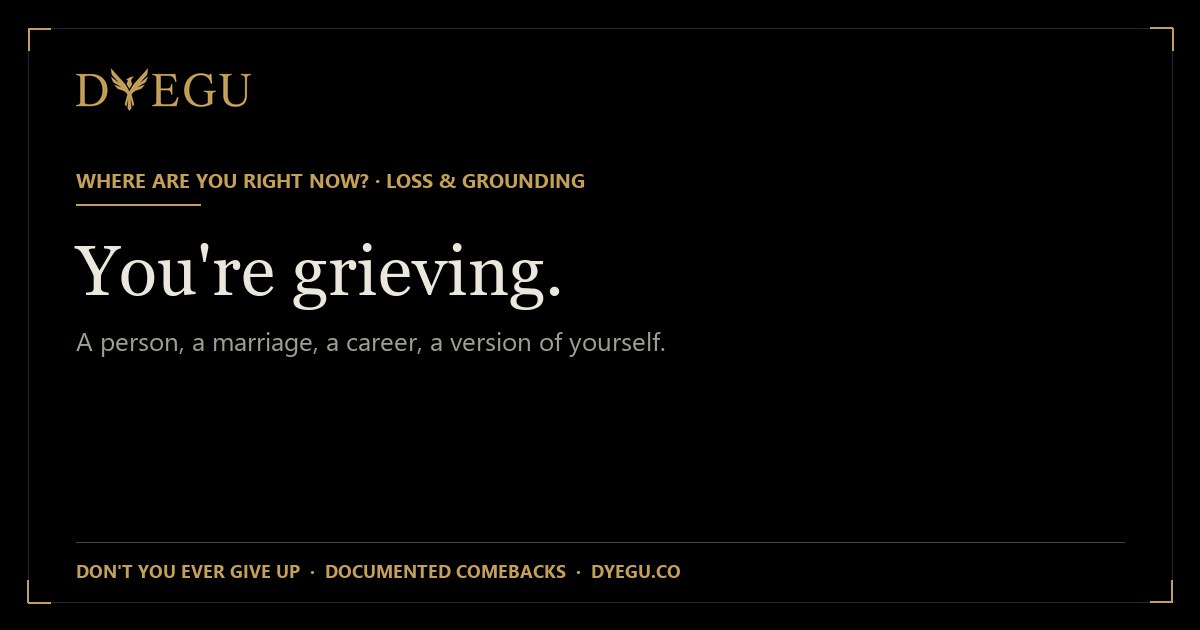 DYEGU
WHERE ARE YOU RIGHT NOW? · LOSS & GROUNDING
You're grieving.
A person, a marriage, a career, a version of yourself.
DON'T YOU EVER GIVE UP · DOCUMENTED COMEBACKS · DYEGU.CO